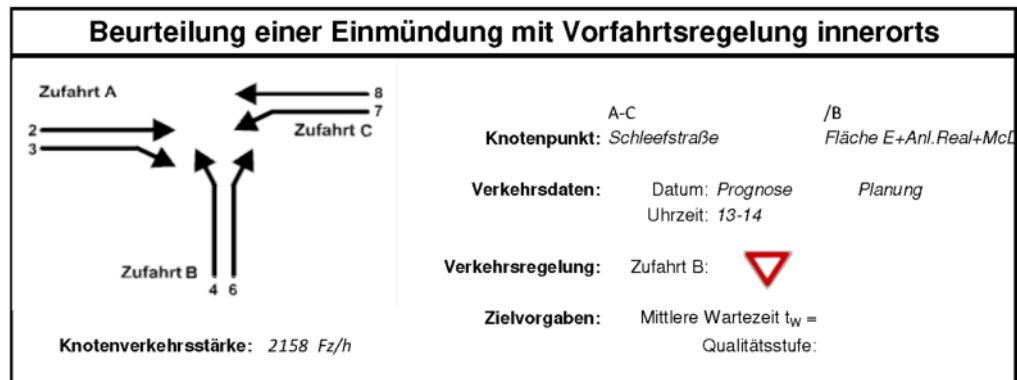 Beurteilung einer Einmündung mit Vorfahrtsregelung innerorts
Zufahrt A
8
7
Zufahrt C
2
3
Zufahrt B
4 6
Knotenverkehrsstärke: 2158 Fz/h
A-C /B
Knotenpunkt: Schleefstraße Fläche E+Anl.Real+McD
Verkehrsdaten: Datum: Prognose Planung
Uhrzeit: 13-14
Verkehrsregelung: Zufahrt B:
Zielvorgaben: Mittlere Wartezeit tW =
Qualitätsstufe: